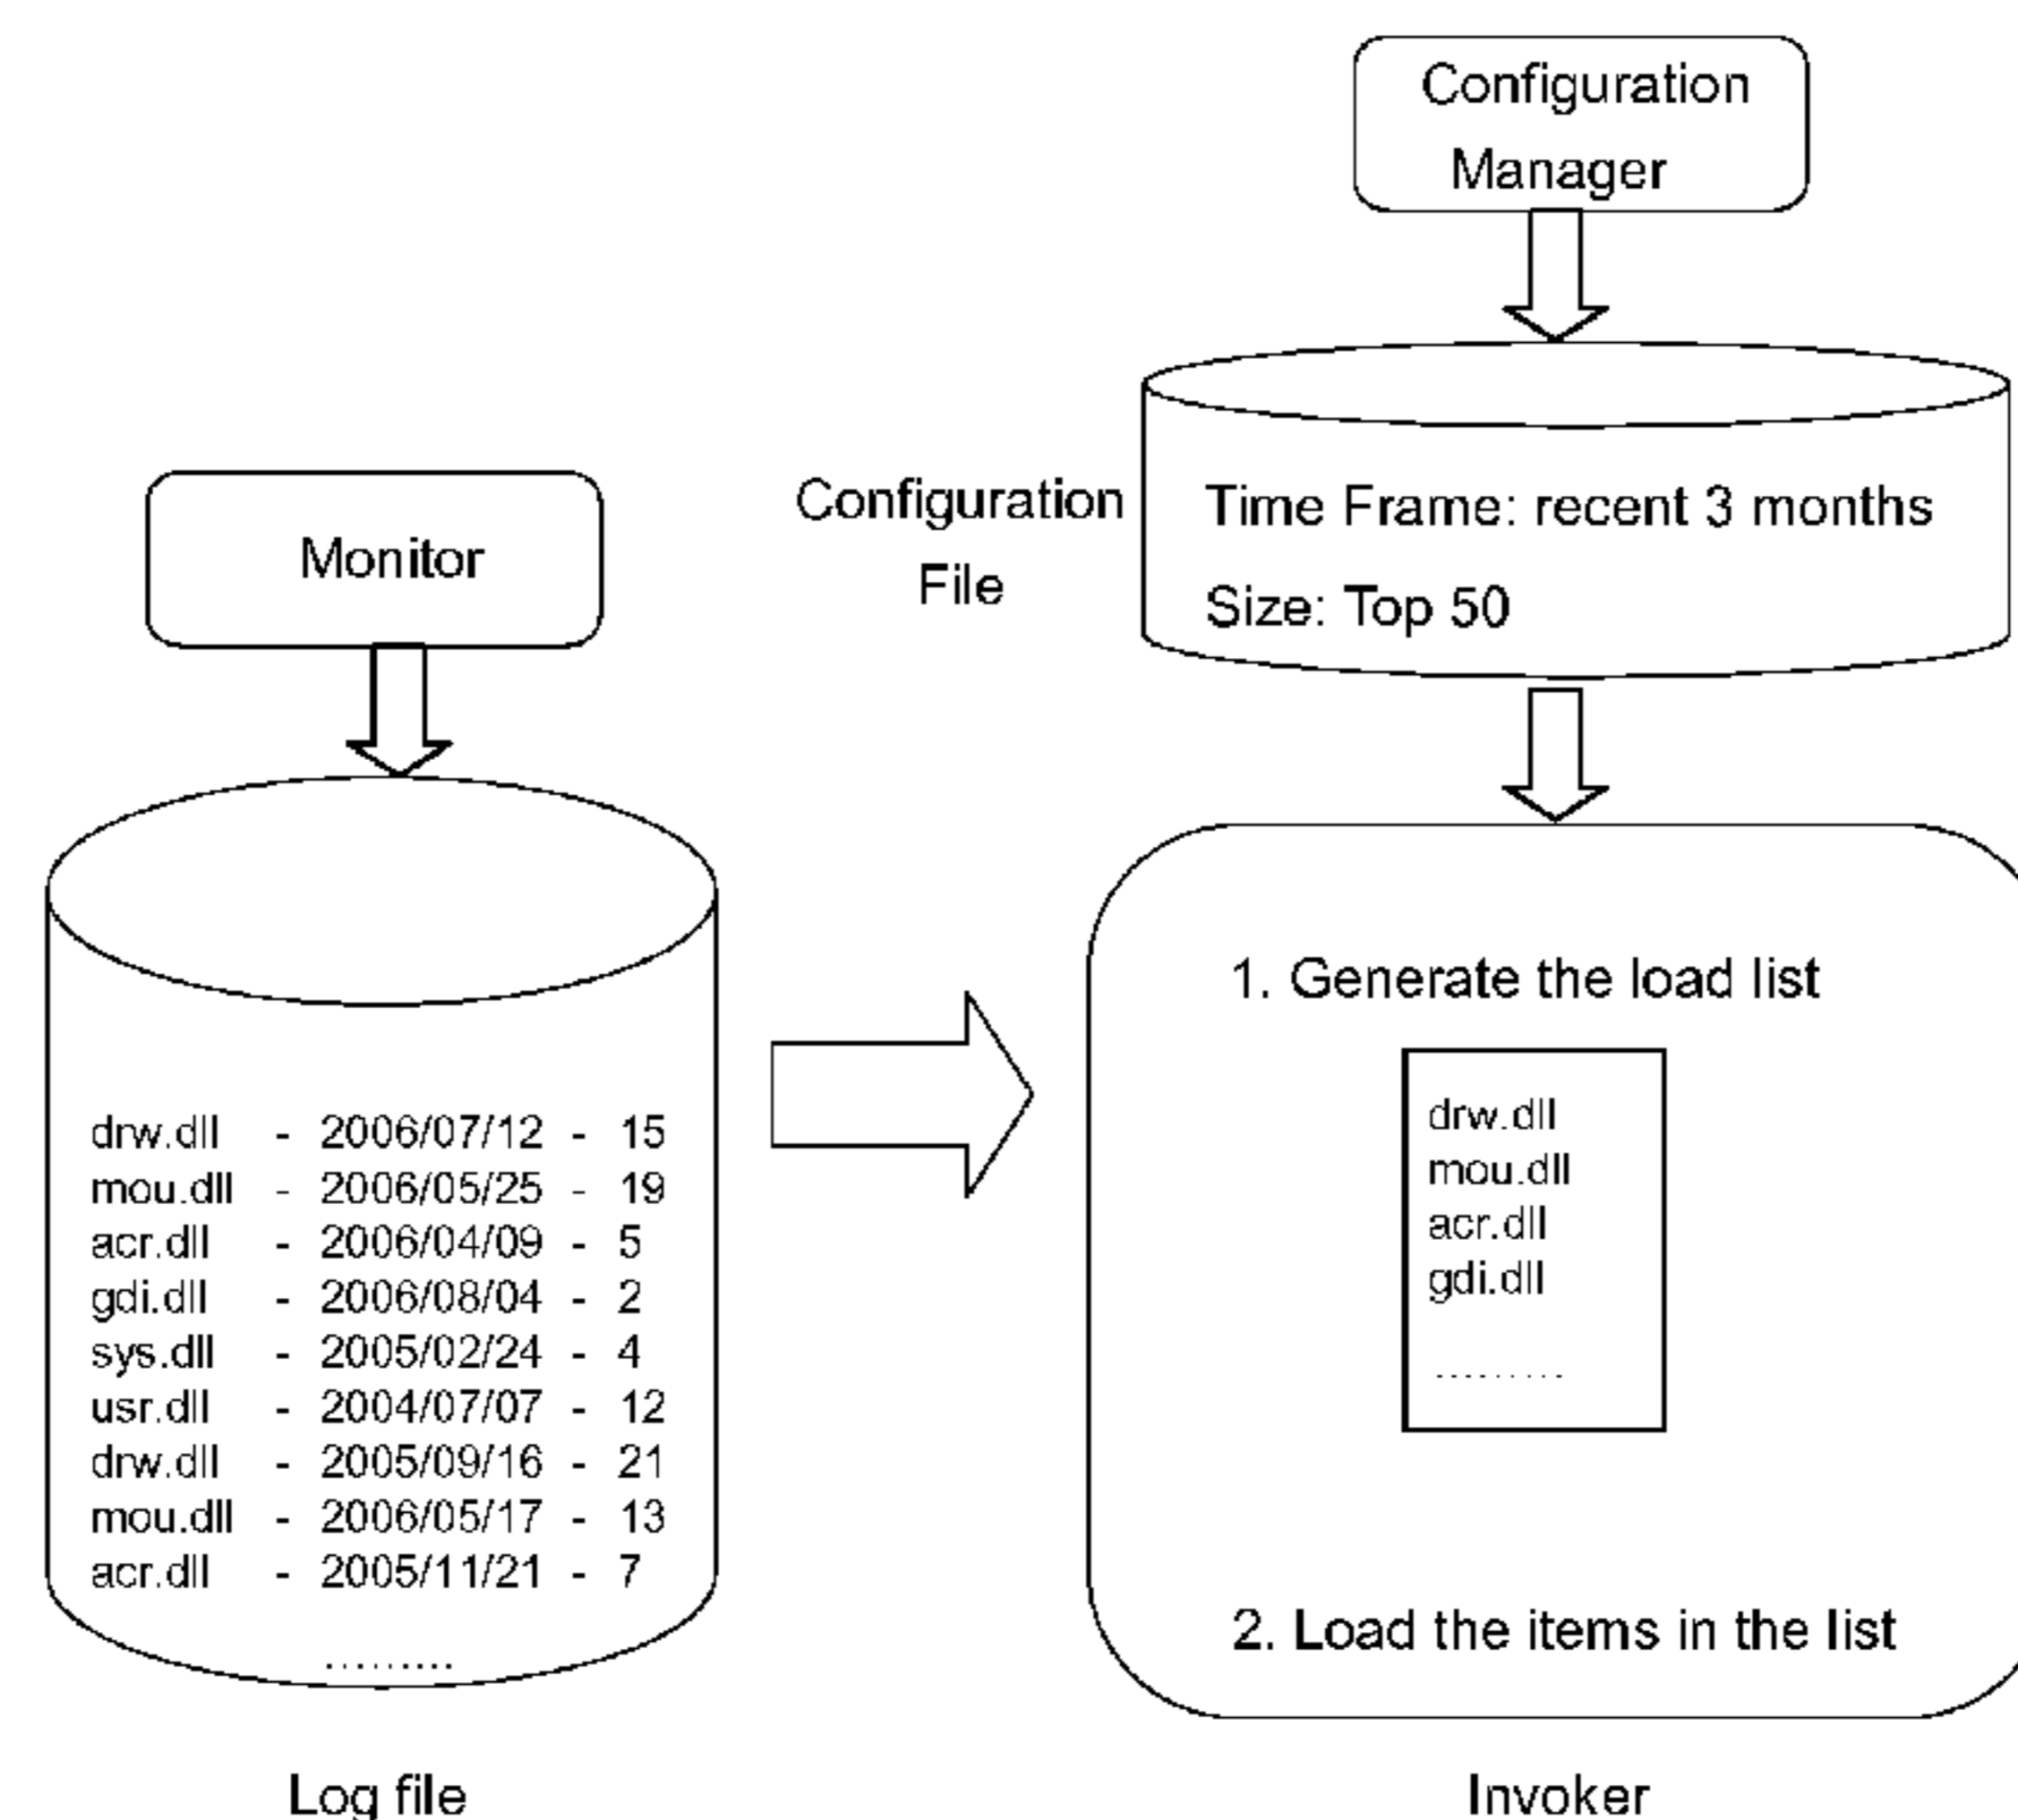 Configuration
Manager
Configuration
File
Time Frame: recent 3 months
Size: Top 50
Monitor
drw.dll - 2006/07/12 - 15
mou.dll - 2006/05/25 - 19
acr.dll - 2006/04/09 - 5
gdi.dll - 2006/08/04 - 2
sys.dll - 2005/02/24 - 4
usr.dll - 2004/07/07 - 12
drw.dll - 2005/09/16 - 21
mou.dll - 2006/05/17 - 13
acr.dll - 2005/11/21 - 7
.........
Log file
1. Generate the load list
drw.dll
mou.dll
acr.dll
gdi.dll
.........
2. Load the items in the list
Invoker